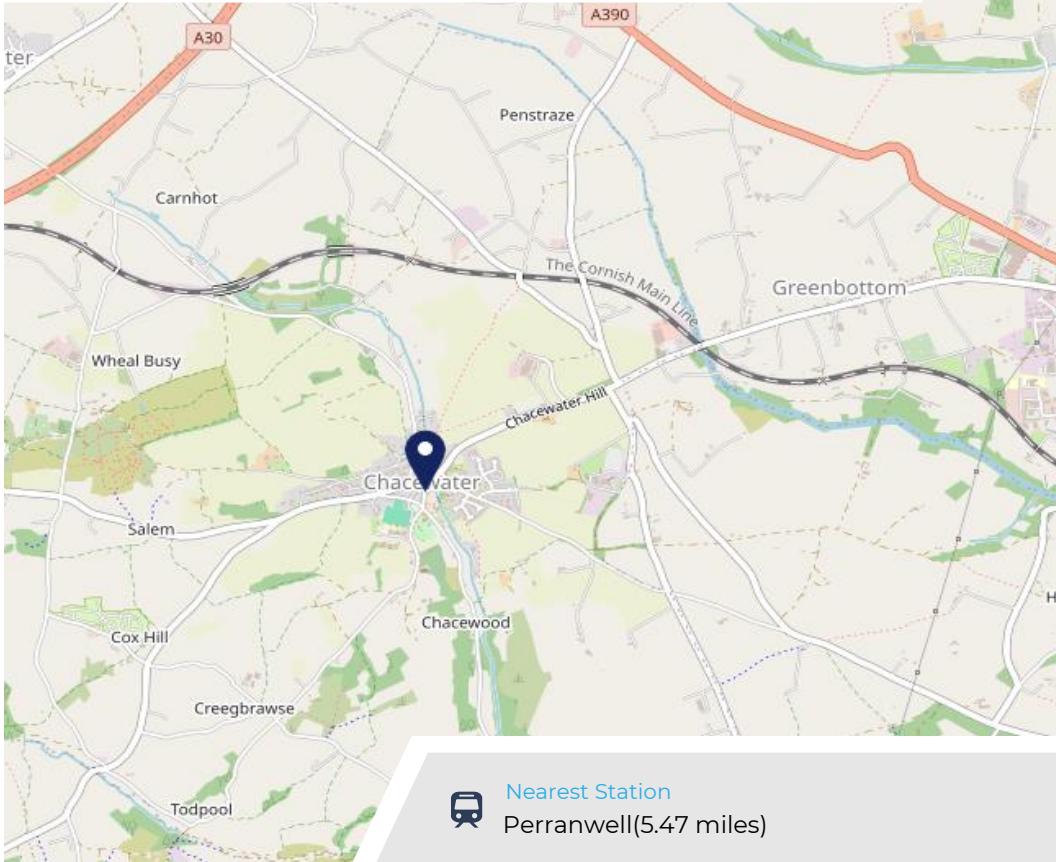 A390
A30
ter
Penstraze
Carnhot
The Cornish Main Line
Greenbottom
Wheal Busy
Chacewater Hill
Chacewater
Salem
H
Chacewood
Cox Hill
Creegbrawse
Todpool
Nearest Station
Perranwell(5.47 miles)